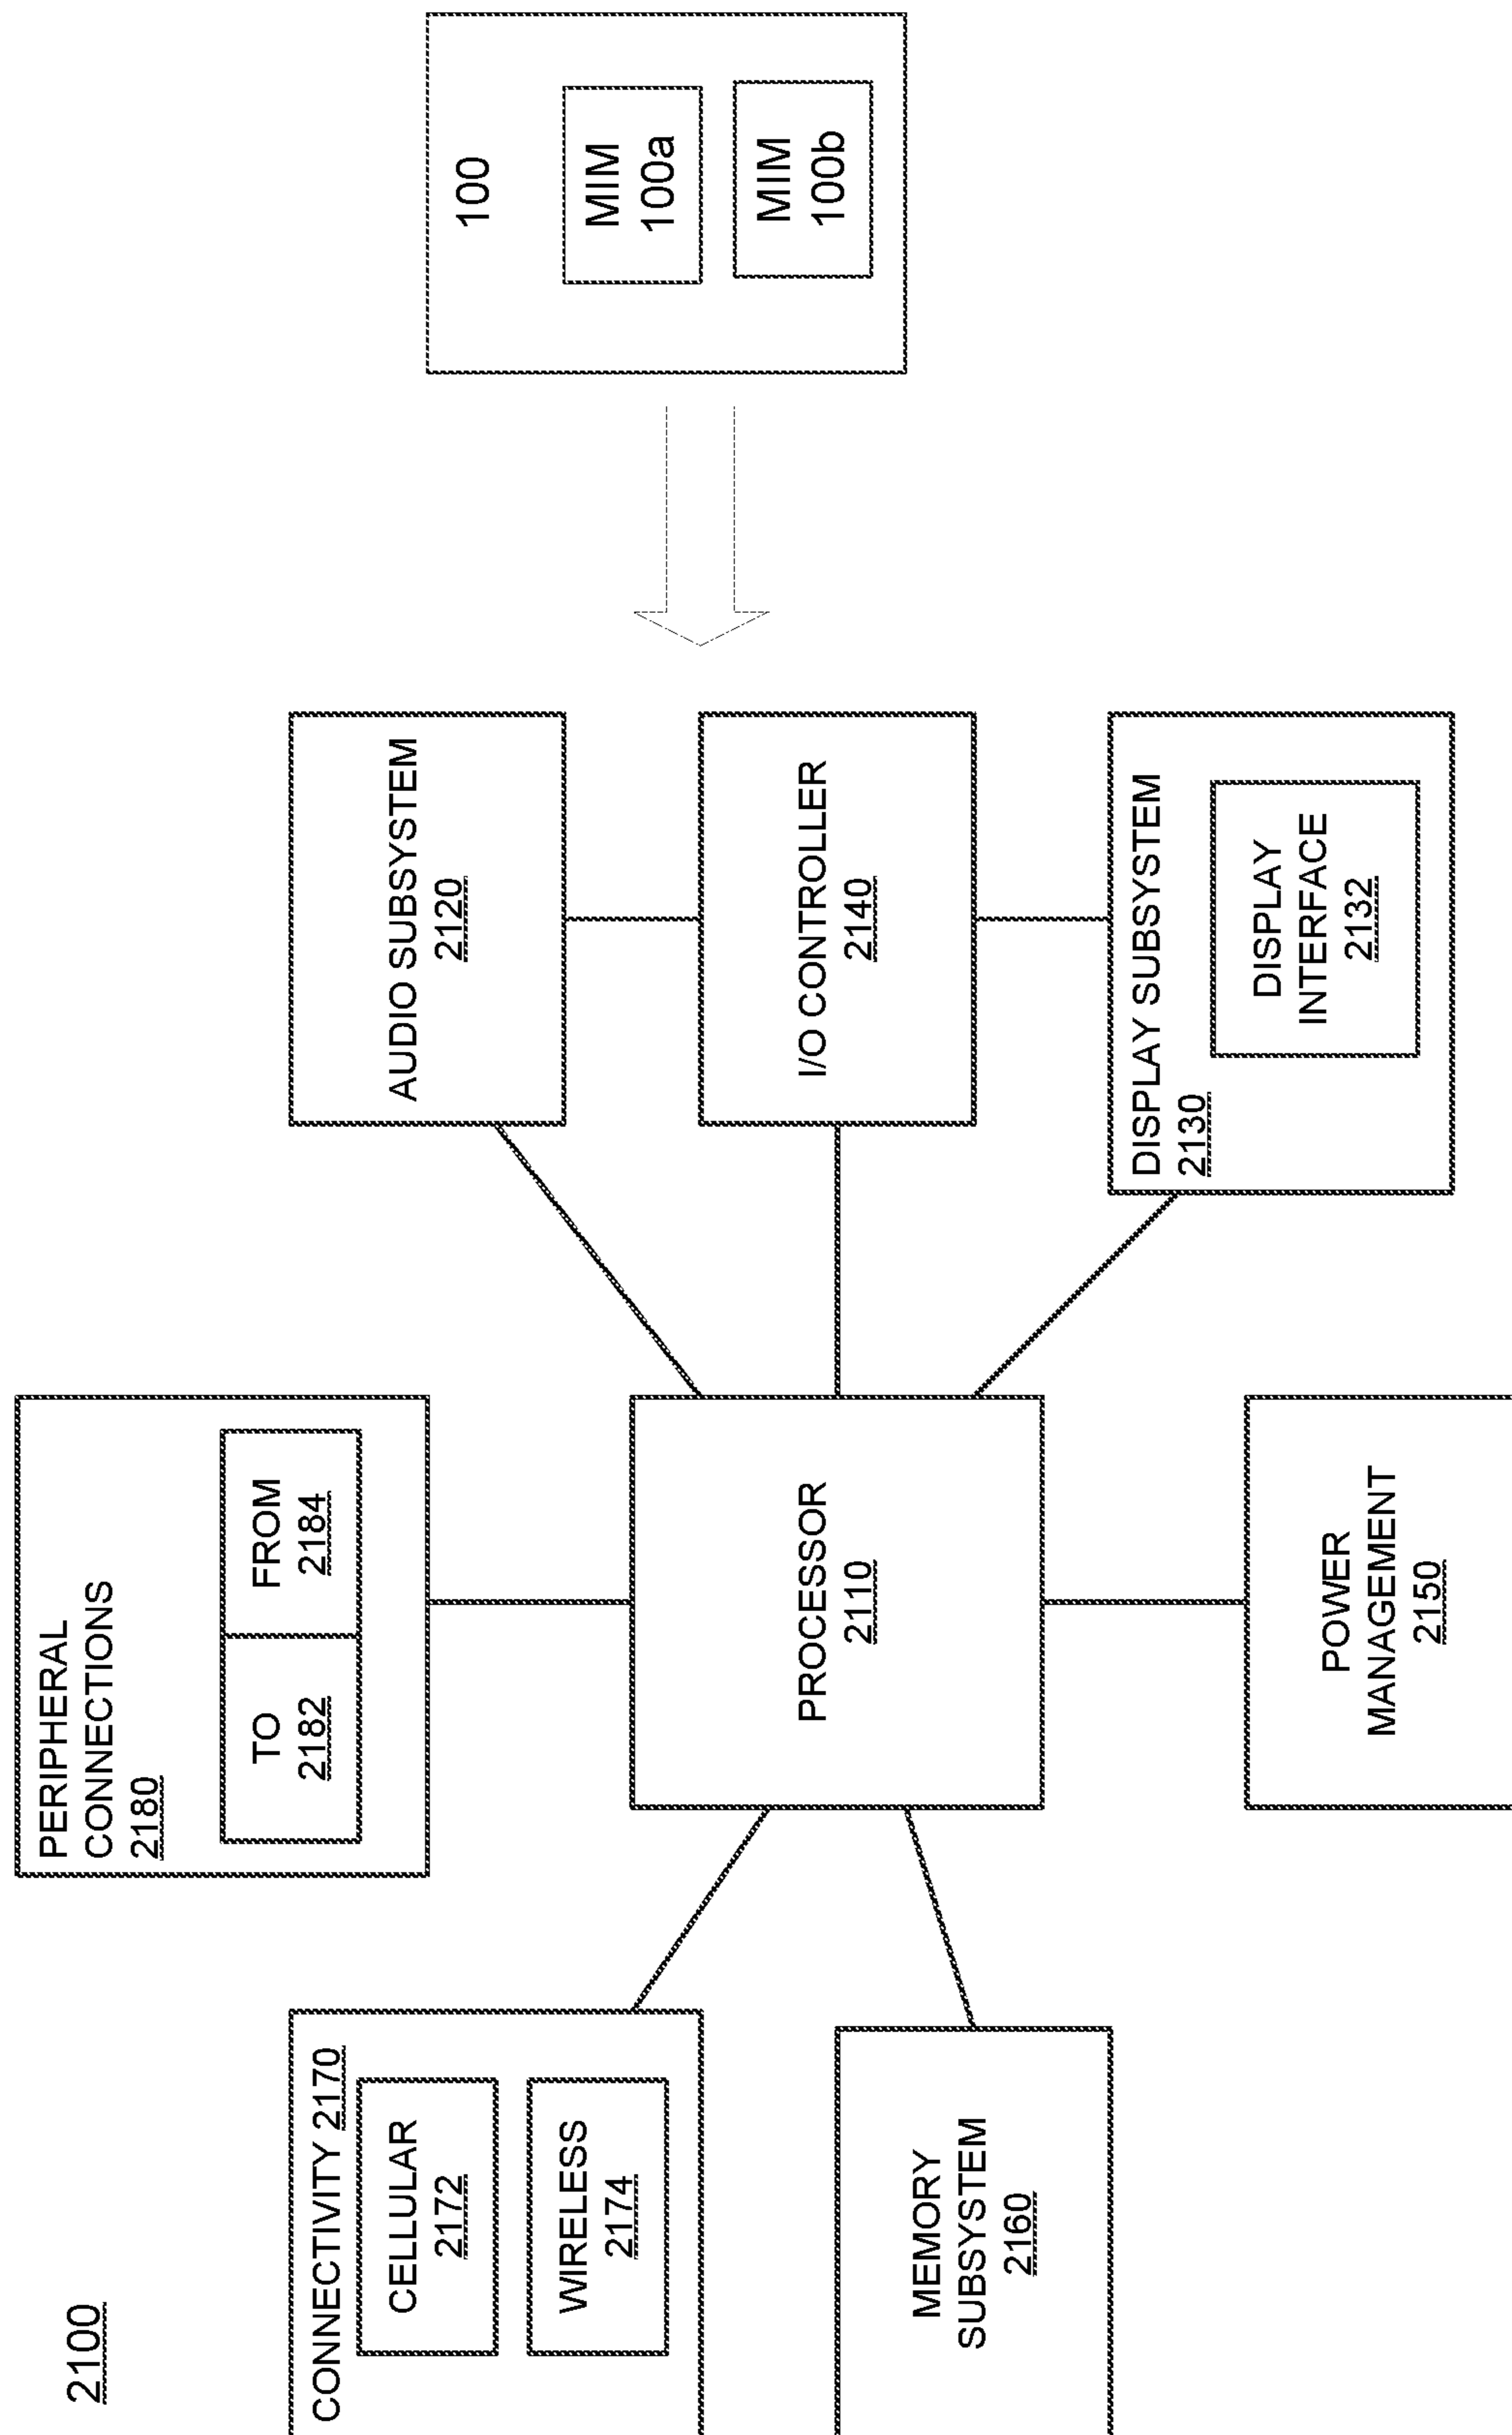 2100
PERIPHERAL
CONNECTIONS
2180
TO
2182
FROM
2184
CONNECTIVITY 2170
CELLULAR
2172
WIRELESS
2174
AUDIO SUBSYSTEM
2120
100
MIM
100a
MIM
100b
PROCESSOR
2110
I/O CONTROLLER
2140
MEMORY
SUBSYSTEM
2160
POWER
MANAGEMENT
2150
DISPLAY SUBSYSTEM
2130
DISPLAY
INTERFACE
2132